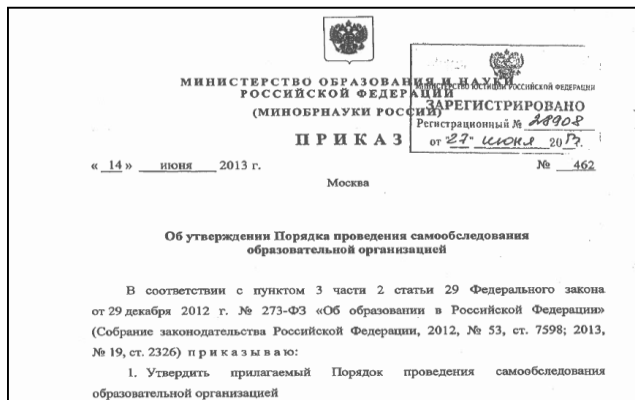 МИНИСТЕРСТВО ОБРАЗОВАНИЯ И НАУКИ
РОССИЙСКОЙ ФЕДЕРАЦИИ
(МИНОБРНАУКИ РОССИИ)
ПРИКАЗ
МИНИСТЕРСТВО ЮСТИЦИИ РОССИЙСКОЙ ФЕДЕРАЦИИ
ЗАРЕГИСТРИРОВАНО
Регистрационный № 28908
от "27" июня 2013.
« 14 » июня 2013 г.
№ 462
Москва
Об утверждении Порядка проведения самообследования
образовательной организацией
В соответствии с пунктом 3 части 2 статьи 29 Федерального закона
от 29 декабря 2012 г. № 273-ФЗ «Об образовании в Российской Федерации»
(Собрание законодательства Российской Федерации, 2012, № 53, ст. 7598; 2013,
№ 19, ст. 2326) п р и к а з ы в а ю:
1. Утвердить прилагаемый Порядок проведения самообследования
образовательной организацией